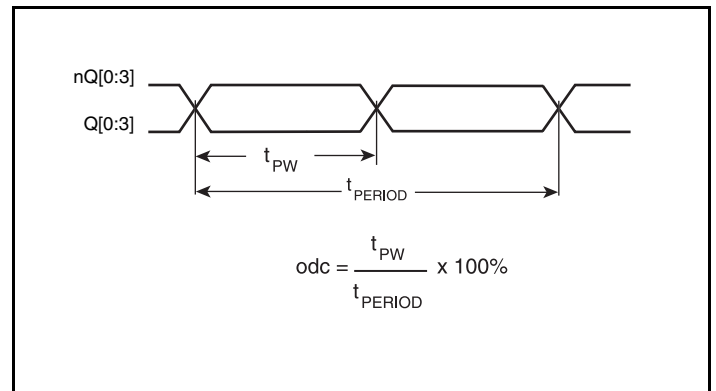 nQ[0:3]
Q[0:3]
tPW
tPERIOD
odc = tPW / tPERIOD x 100%